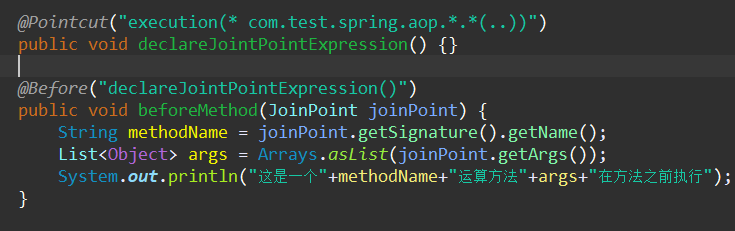 @Pointcut("execution(* com.test.spring.aop.*.*(..))")
public void declareJointPointExpression() {}
@Before("declareJointPointExpression()")
public void beforeMethod(JoinPoint joinPoint) {
String methodName = joinPoint.getSignature().getName();
List<Object> args = Arrays.asList(joinPoint.getArgs());
System.out.println("这是一个"+methodName+"运算方法"+args+"在方法之前执行");
}